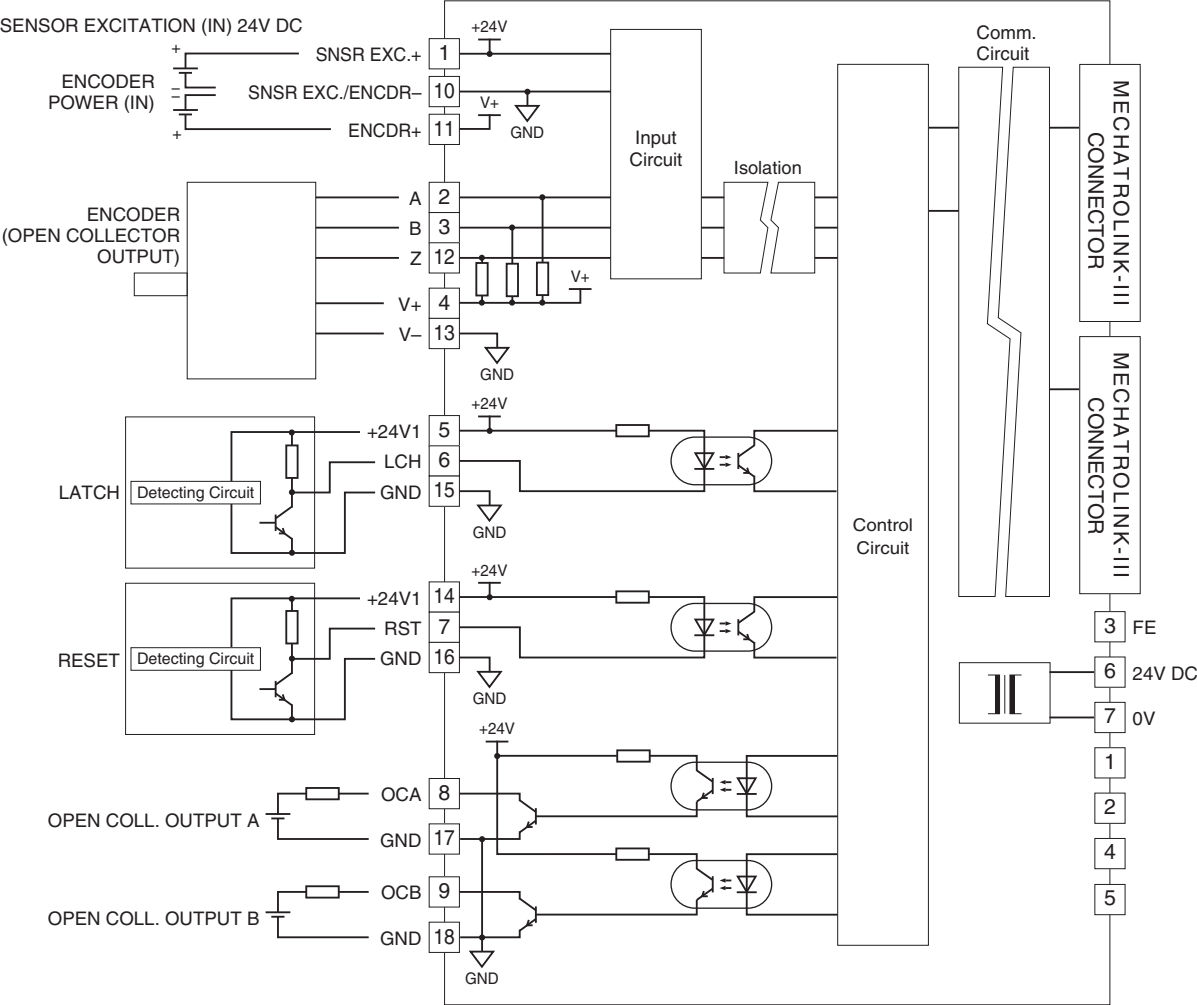 SENSOR EXCITATION (IN) 24V DC
+
ENCODER
POWER (IN)
–
–
+
SNSR EXC.+
1
+24V
SNSR EXC./ENCDR–
10
GND
ENCDR+
11
V+
Input
Circuit
Isolation
Comm.
Circuit
MECHATROLINK-III
CONNECTOR
ENCODER
(OPEN COLLECTOR
OUTPUT)
A
2
B
3
Z
12
V+
4
V+
V–
13
GND
MECHATROLINK-III
CONNECTOR
LATCH
Detecting Circuit
+24V1
5
+24V
LCH
6
GND
15
GND
Control
Circuit
RESET
Detecting Circuit
+24V1
14
+24V
RST
7
GND
16
GND
3
FE
6
24V DC
7
0V
1
2
4
5
+24V
OPEN COLL. OUTPUT A
OCA
8
GND
17
OPEN COLL. OUTPUT B
OCB
9
GND
18
GND